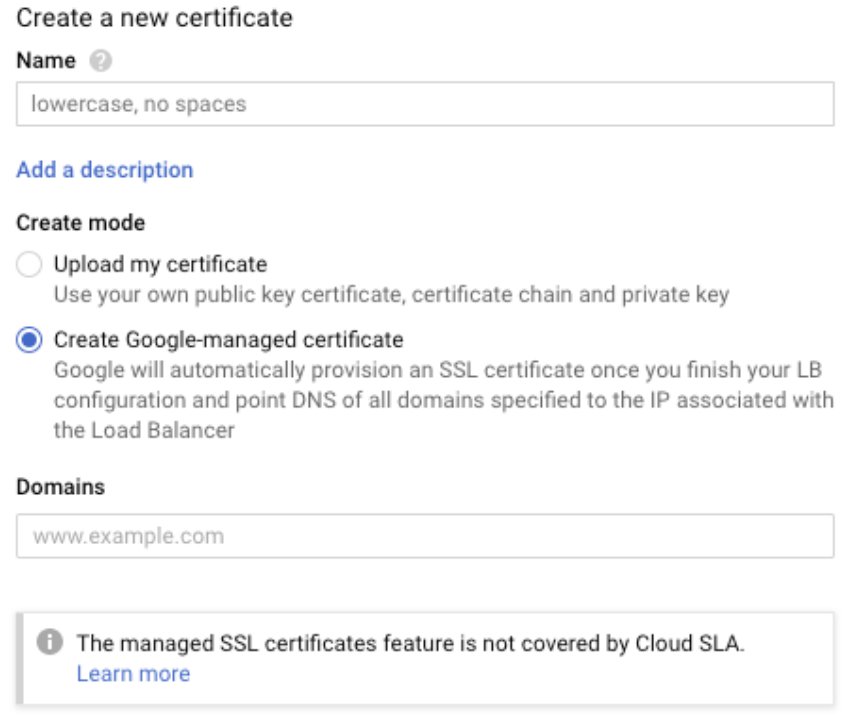 Create a new certificate
Name
lowercase, no spaces
Add a description
Create mode
Upload my certificate
Use your own public key certificate, certificate chain and private key
Create Google-managed certificate
Google will automatically provision an SSL certificate once you finish your LB
configuration and point DNS of all domains specified to the IP associated with
the Load Balancer
Domains
www.example.com
The managed SSL certificates feature is not covered by Cloud SLA.
Learn more